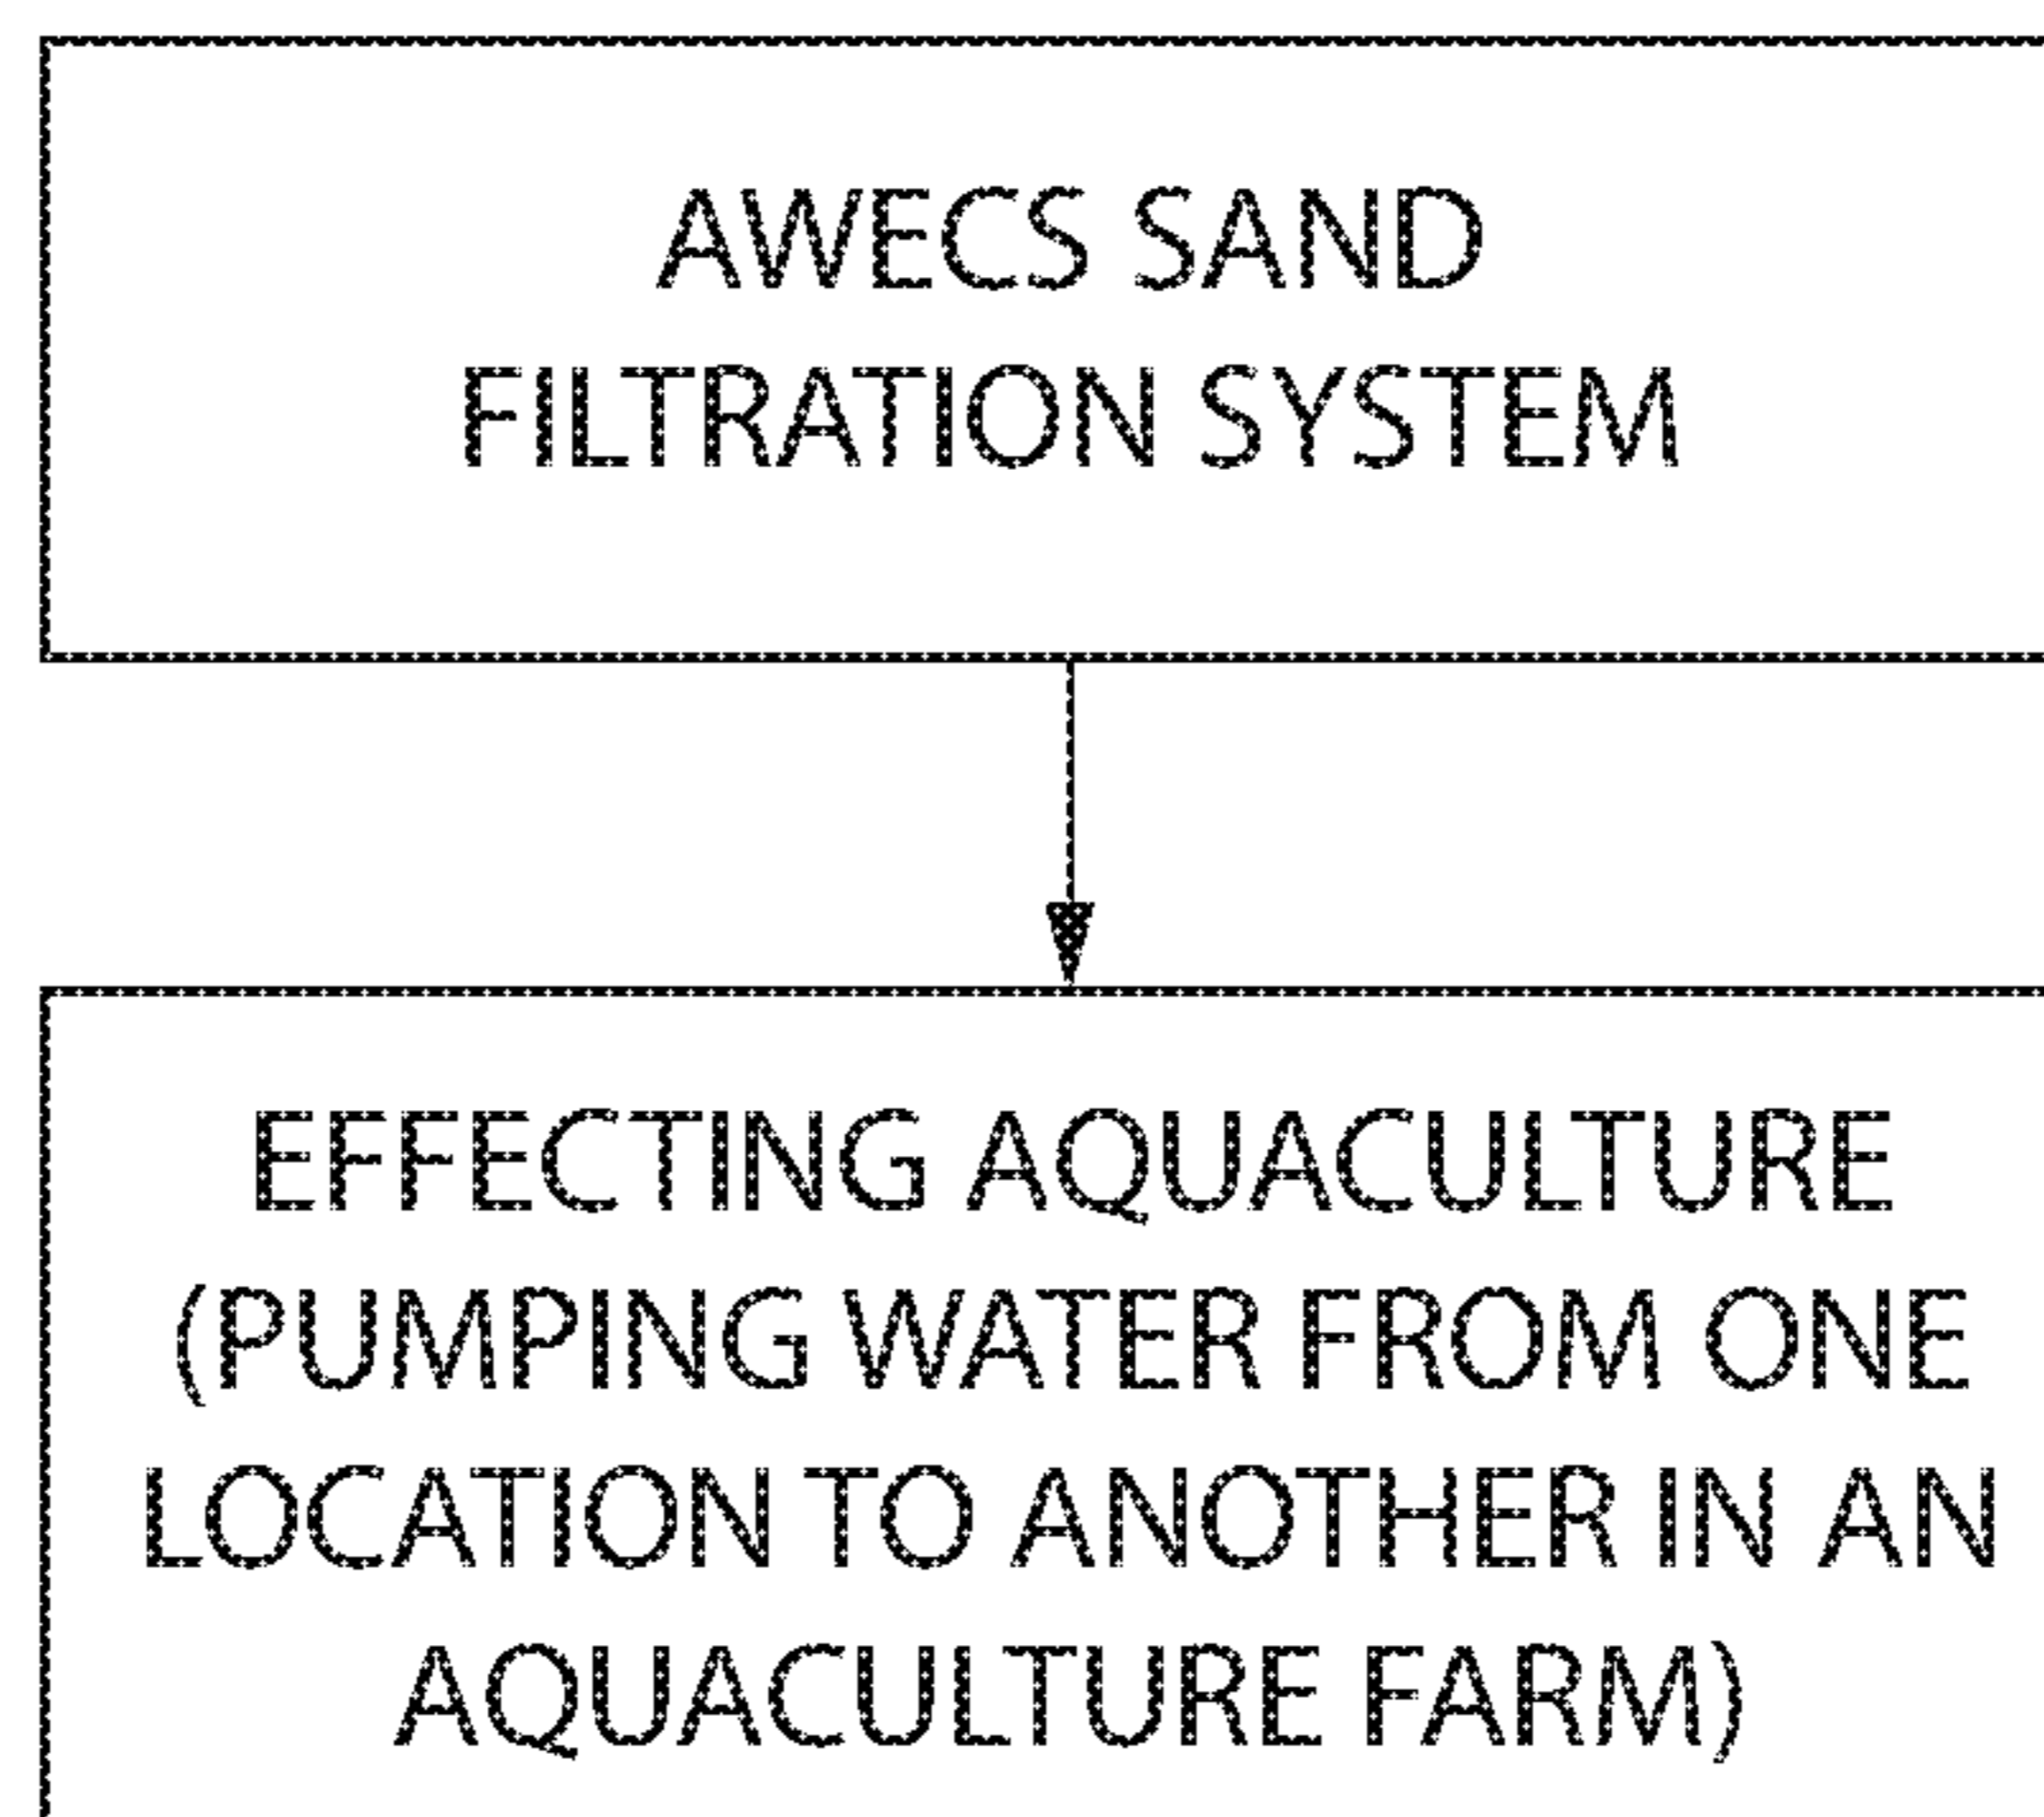 AWECS SAND
FILTRATION SYSTEM
EFFECTING AQUACULTURE
(PUMPING WATER FROM ONE
LOCATION TO ANOTHER IN AN
AQUACULTURE FARM)